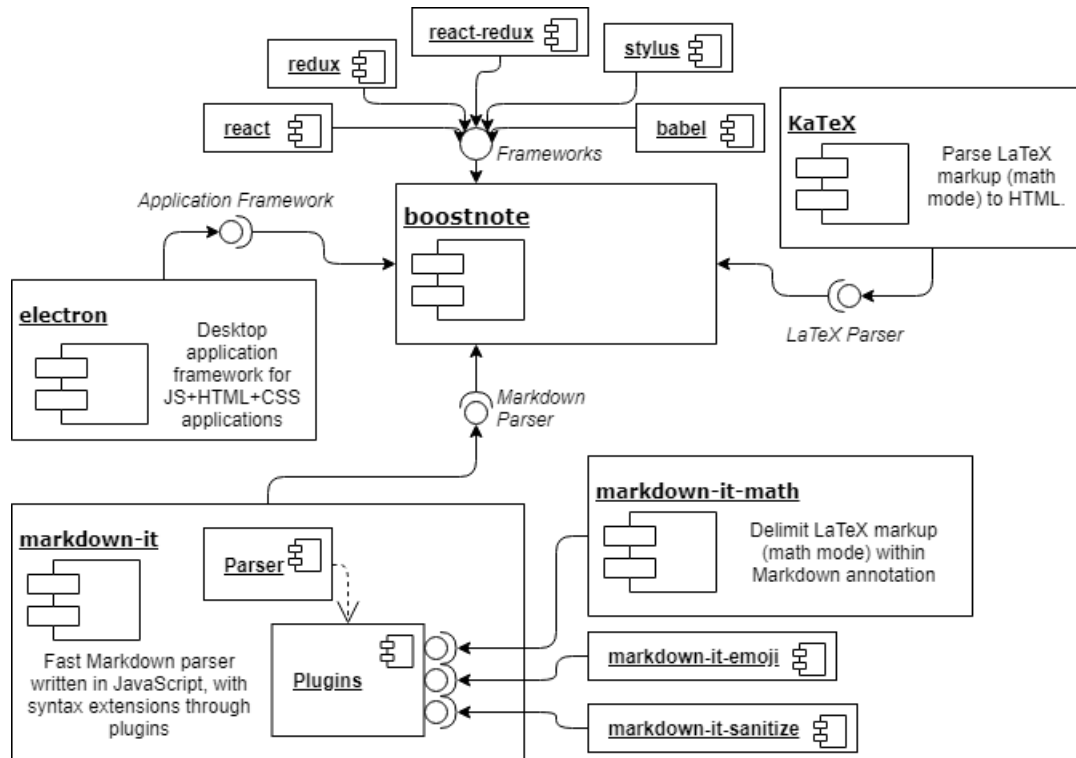 react-redux
redux
stylus
react
babel
Frameworks
KaTeX
Parse LaTeX
markup (math
mode) to HTML.
Application Framework
boostnote
electron
Desktop
application
framework for
JS+HTML+CSS
applications
LaTeX Parser
Markdown
Parser
markdown-it
Parser
Fast Markdown parser
written in JavaScript, with
syntax extensions through
plugins
Plugins
markdown-it-math
Delimit LaTeX markup
(math mode) within
Markdown annotation
markdown-it-emoji
markdown-it-sanitize